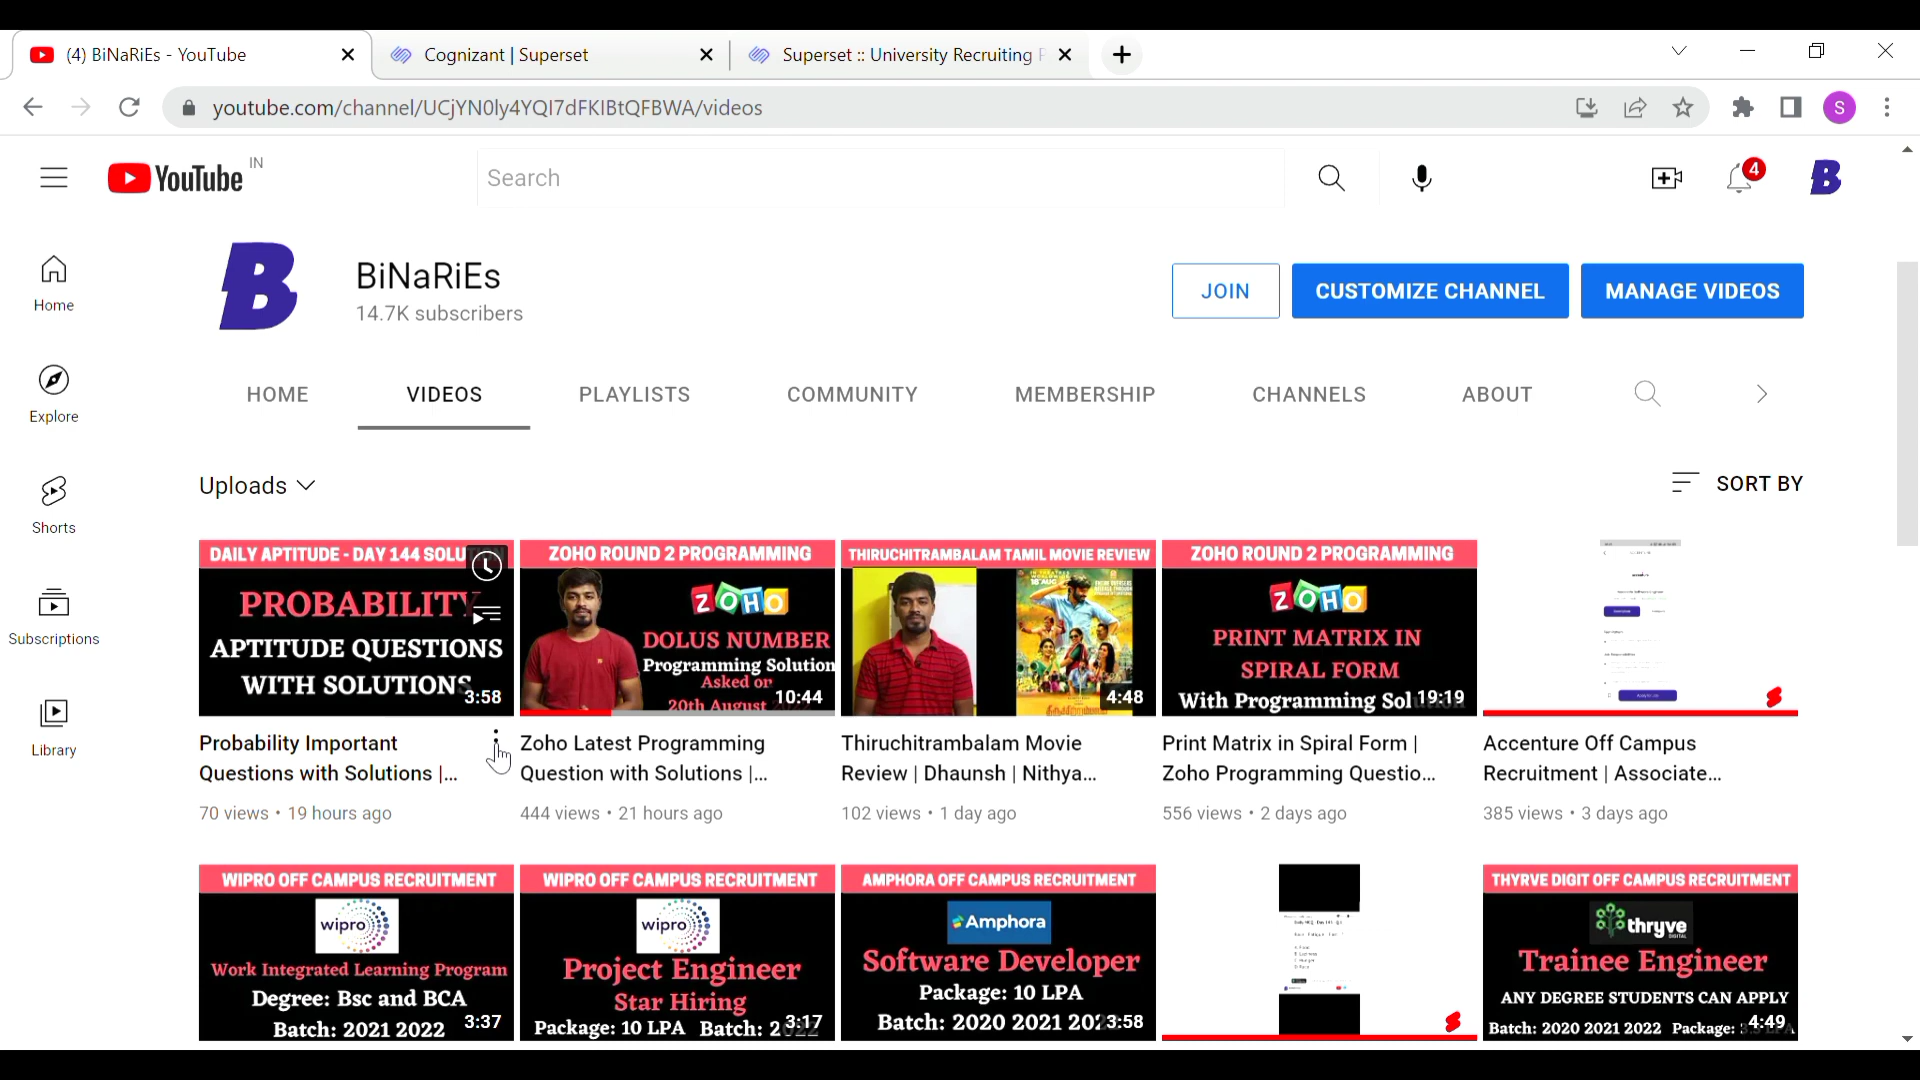 (4) BiNaRiEs - YouTube
Cognizant | Superset
Superset :: University Recruiting
youtube.com/channel/UCjYN0ly4YQI7dFKIBtQFBWA/videos
S
YouTube IN
Search
4
B
Home
Explore
Shorts
Subscriptions
Library
B
BiNaRiEs
14.7K subscribers
JOIN
CUSTOMIZE CHANNEL
MANAGE VIDEOS
HOME
VIDEOS
PLAYLISTS
COMMUNITY
MEMBERSHIP
CHANNELS
ABOUT
Uploads
SORT BY
DAILY APTITUDE - DAY 144
PROBABILITY
APTITUDE QUESTIONS
WITH SOLUTIONS
3:58
Probability Important
Questions with Solutions |...
70 views • 19 hours ago
ZOHO ROUND 2 PROGRAMMING
ZOHO
DOLUS NUMBER
Programming Solution
Asked on
20th August
10:44
Zoho Latest Programming
Question with Solutions |...
444 views • 21 hours ago
THIRUCHITRAMBALAM TAMIL MOVIE REVIEW
18 AUG
4:48
Thiruchitrambalam Movie
Review | Dhaunsh | Nithya...
102 views • 1 day ago
ZOHO ROUND 2 PROGRAMMING
ZOHO
PRINT MATRIX IN
SPIRAL FORM
With Programming
19:19
Print Matrix in Spiral Form |
Zoho Programming Questio...
556 views • 2 days ago
Accenture Off Campus
Recruitment | Associate...
385 views • 3 days ago
WIPRO OFF CAMPUS RECRUITMENT
wipro
Work Integrated Learning Program
Degree: Bsc and BCA
Batch: 2021 2022
3:37
WIPRO OFF CAMPUS RECRUITMENT
wipro
Project Engineer
Star Hiring
Package: 10 LPA Batch:
3:17
AMPHORA OFF CAMPUS RECRUITMENT
Amphora
Software Developer
Package: 10 LPA
Batch: 2020 2021
3:58
THYRVE DIGIT OFF CAMPUS RECRUITMENT
thryve
DIGITAL
Trainee Engineer
ANY DEGREE STUDENTS CAN APPLY
Batch: 2020 2021 2022 Package:
4:49